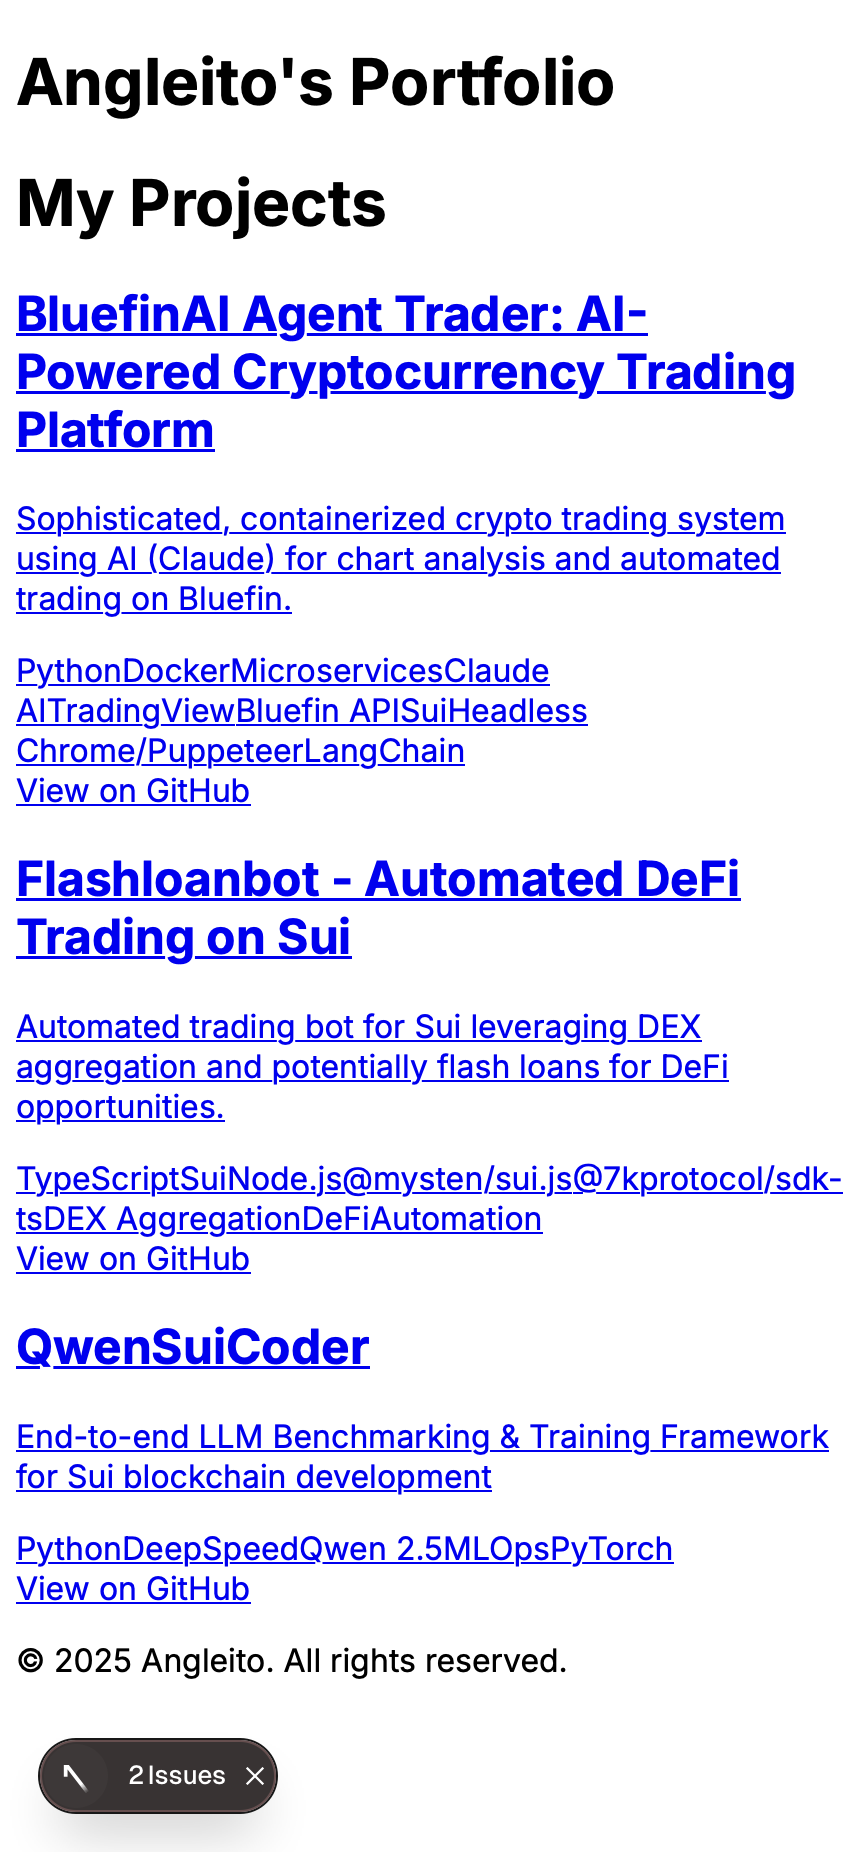 Angleito's Portfolio
My Projects
BluefinAI Agent Trader: AI-
Powered Cryptocurrency Trading
Platform
Sophisticated, containerized crypto trading system
using AI (Claude) for chart analysis and automated
trading on Bluefin.
PythonDockerMicroservicesClaude
AITradingViewBluefin APISuiHeadless
Chrome/PuppeteerLangChain
View on GitHub
Flashloanbot - Automated DeFi
Trading on Sui
Automated trading bot for Sui leveraging DEX
aggregation and potentially flash loans for DeFi
opportunities.
TypeScriptSuiNode.js@mysten/sui.js@7kprotocol/sdk-
tsDEX AggregationDeFiAutomation
View on GitHub
QwenSuiCoder
End-to-end LLM Benchmarking & Training Framework
for Sui blockchain development
PythonDeepSpeedQwen 2.5MLOpsPyTorch
View on GitHub
© 2025 Angleito. All rights reserved.
2 Issues